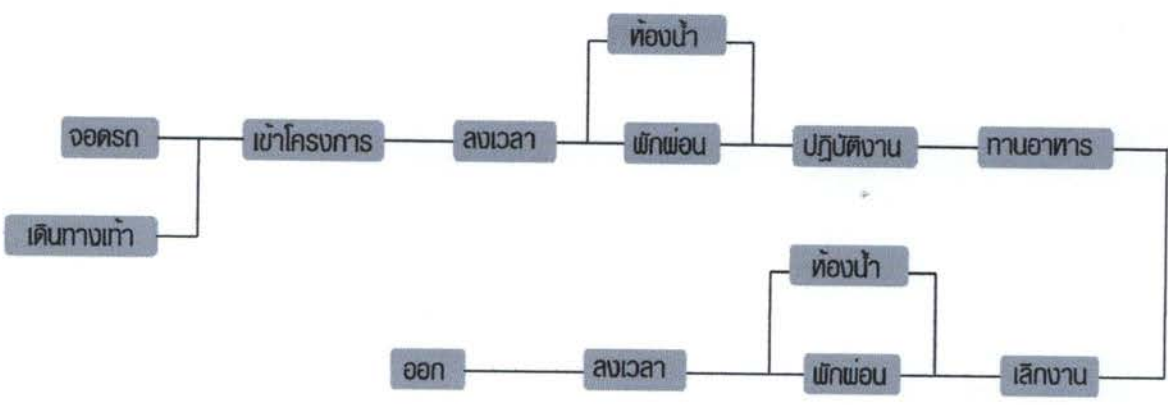 ห้องน้ำ
จอดรถ
เข้าโครงการ
ลงเวลา
พักผ่อน
ปฏิบัติงาน
ทานอาหาร
เดินทางเท้า
ห้องน้ำ
ออก
ลงเวลา
พักผ่อน
เลิกงาน